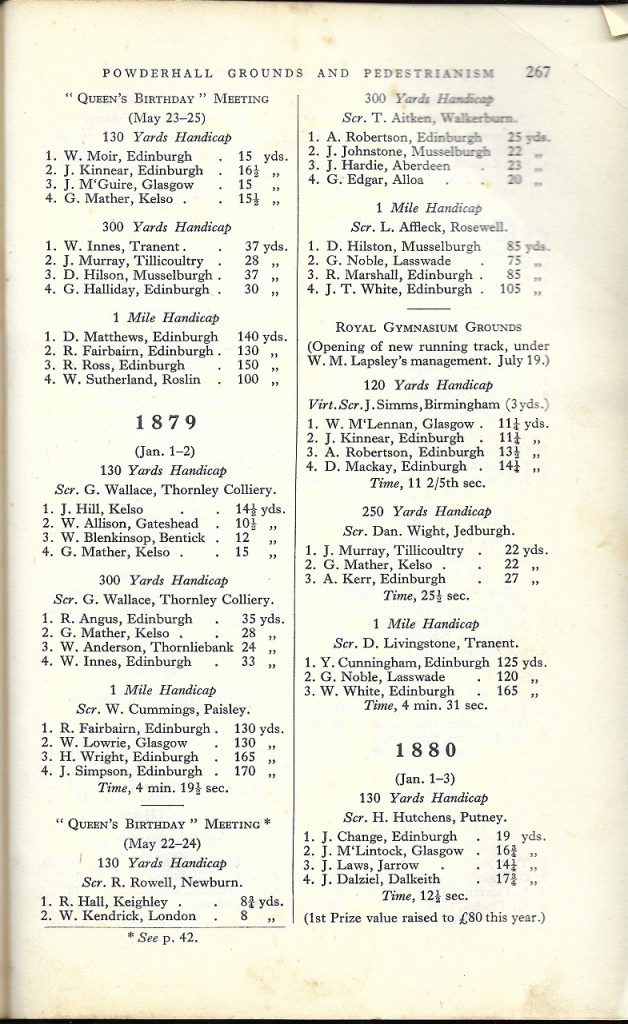 POWDERHALL GROUNDS AND PEDESTRIANISM 267
" QUEEN'S BIRTHDAY " MEETING
(May 23-25)
130 Yards Handicap
1. W. Moir, Edinburgh . 15 yds.
2. J. Kinnear, Edinburgh . 16½ „
3. J. M'Guire, Glasgow . 15 „
4. G. Mather, Kelso . . 15½ „
300 Yards Handicap
1. W. Innes, Tranent . . 37 yds.
2. J. Murray, Tillicoultry . 28 „
3. D. Hilson, Musselburgh . 37 „
4. G. Halliday, Edinburgh . 30 „
1 Mile Handicap
1. D. Matthews, Edinburgh 140 yds.
2. R. Fairbairn, Edinburgh . 130 „
3. R. Ross, Edinburgh . 150 „
4. W. Sutherland, Roslin . 100 „
1879
(Jan. 1-2)
130 Yards Handicap
Scr. G. Wallace, Thornley Colliery.
1. J. Hill, Kelso . . 14½ yds.
2. W. Allison, Gateshead . 10½ „
3. W. Blenkinsop, Bentick . 12 „
4. G. Mather, Kelso . . 15 „
300 Yards Handicap
Scr. G. Wallace, Thornley Colliery.
1. R. Angus, Edinburgh . 35 yds.
2. G. Mather, Kelso . . 28 „
3. W. Anderson, Thornliebank 24 „
4. W. Innes, Edinburgh . 33 „
1 Mile Handicap
Scr. W. Cummings, Paisley.
1. R. Fairbairn, Edinburgh . 130 yds.
2. W. Lowrie, Glasgow . 130 „
3. H. Wright, Edinburgh . 165 „
4. J. Simpson, Edinburgh . 170 „
Time, 4 min. 19½ sec.
" QUEEN'S BIRTHDAY " MEETING *
(May 22-24)
130 Yards Handicap
Scr. R. Rowell, Newburn.
1. R. Hall, Keighley . . 8¾ yds.
2. W. Kendrick, London . 8 „
* See p. 42.
300 Yards Handicap
Scr. T. Aitken, Walkerburn.
1. A. Robertson, Edinburgh 25 yds.
2. J. Johnstone, Musselburgh 22 „
3. J. Hardie, Aberdeen . 23 „
4. G. Edgar, Alloa . . 20 „
1 Mile Handicap
Scr. L. Affleck, Rosewell.
1. D. Hilston, Musselburgh 85 yds.
2. G. Noble, Lasswade . 75 „
3. R. Marshall, Edinburgh . 85 „
4. J. T. White, Edinburgh . 105 „
ROYAL GYMNASIUM GROUNDS
(Opening of new running track, under
W. M. Lapsley's management. July 19.)
120 Yards Handicap
Virt. Scr. J. Simms, Birmingham (3 yds.)
1. W. M'Lennan, Glasgow . 11¼ yds.
2. J. Kinnear, Edinburgh . 11¼ „
3. A. Robertson, Edinburgh 13½ „
4. D. Mackay, Edinburgh . 14¼ „
Time, 11 2/5th sec.
250 Yards Handicap
Scr. Dan. Wight, Jedburgh.
1. J. Murray, Tillicoultry . 22 yds.
2. G. Mather, Kelso . . 22 „
3. A. Kerr, Edinburgh . 27 „
Time, 25½ sec.
1 Mile Handicap
Scr. D. Livingstone, Tranent.
1. Y. Cunningham, Edinburgh 125 yds.
2. G. Noble, Lasswade . 120 „
3. W. White, Edinburgh . 165 „
Time, 4 min. 31 sec.
1880
(Jan. 1-3)
130 Yards Handicap
Scr. H. Hutchens, Putney.
1. J. Change, Edinburgh . 19 yds.
2. J. M'Lintock, Glasgow . 16¾ „
3. J. Laws, Jarrow . . 14¼ „
4. J. Dalziel, Dalkeith . 17¾ „
Time, 12½ sec.
(1st Prize value raised to £80 this year.)